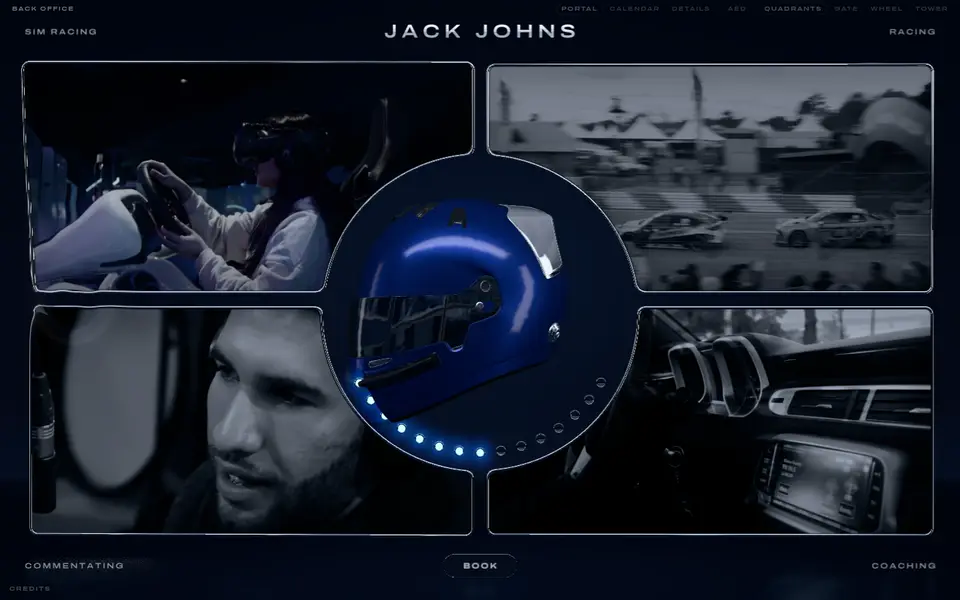 BACK OFFICE
PORTAL CALENDAR DETAILS AEO QUADRANTS GATE WHEEL TOWER
SIM RACING
JACK JOHNS
RACING
COMMENTATING
BOOK
COACHING
CREDITS